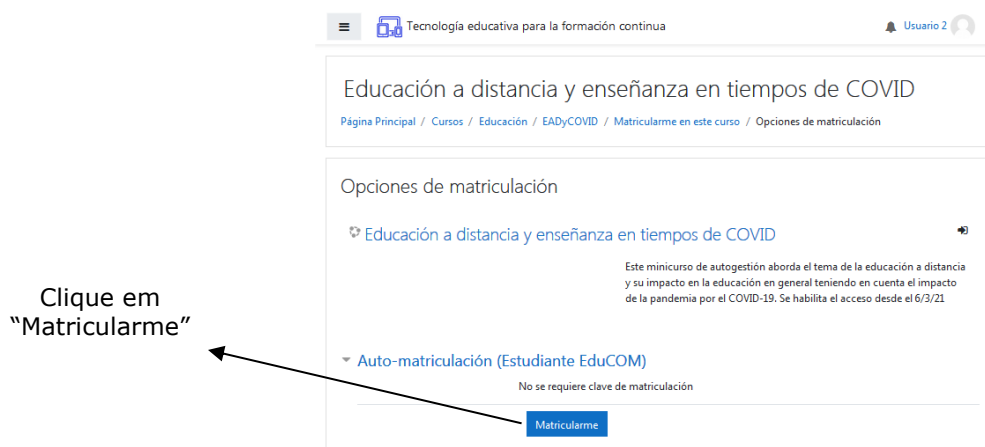 Tecnología educativa para la formación continua
Usuario 2
Educación a distancia y enseñanza en tiempos de COVID
Página Principal / Cursos / Educación / EADyCOVID / Matricularme en este curso / Opciones de matriculación
Opciones de matriculación
Educación a distancia y enseñanza en tiempos de COVID
Este minicurso de autogestión aborda el tema de la educación a distancia
y su impacto en la educación en general teniendo en cuenta el impacto
de la pandemia por el COVID-19. Se habilita el acceso desde el 6/3/21
Clique em
“Matricularme”
Auto-matriculación (Estudiante EduCOM)
No se requiere clave de matriculación
Matricularme